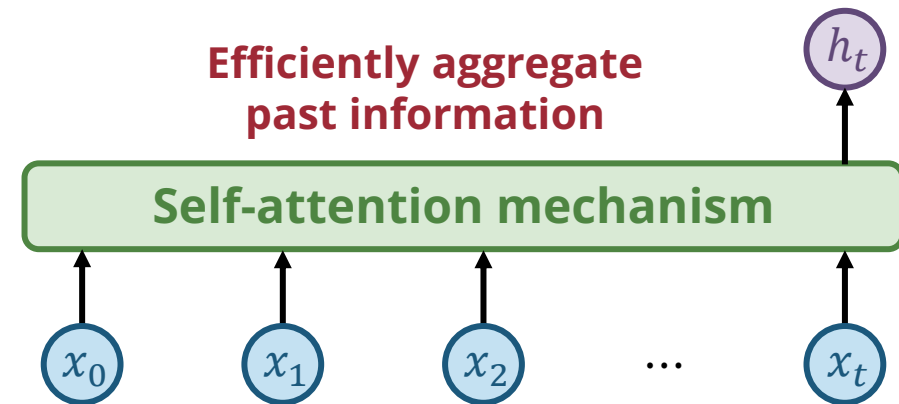 h_t
Efficiently aggregate
past information
Self-attention mechanism
x_0 x_1 x_2 ... x_t